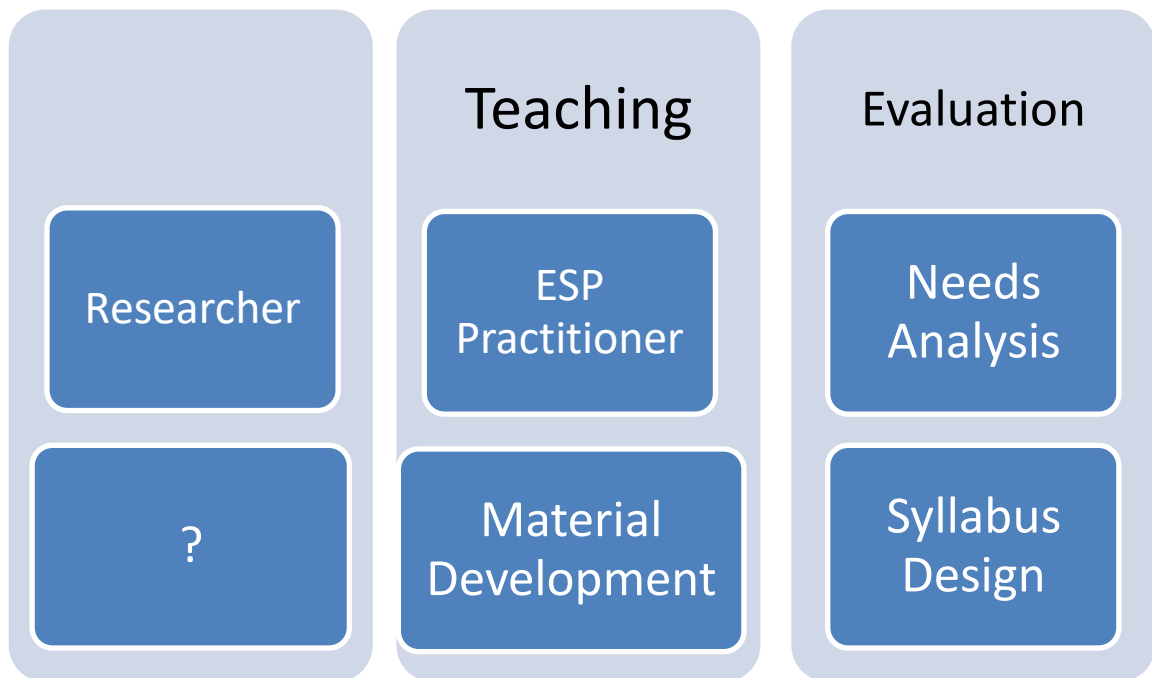 Researcher
?
Teaching
ESP
Practitioner
Material
Development
Evaluation
Needs
Analysis
Syllabus
Design